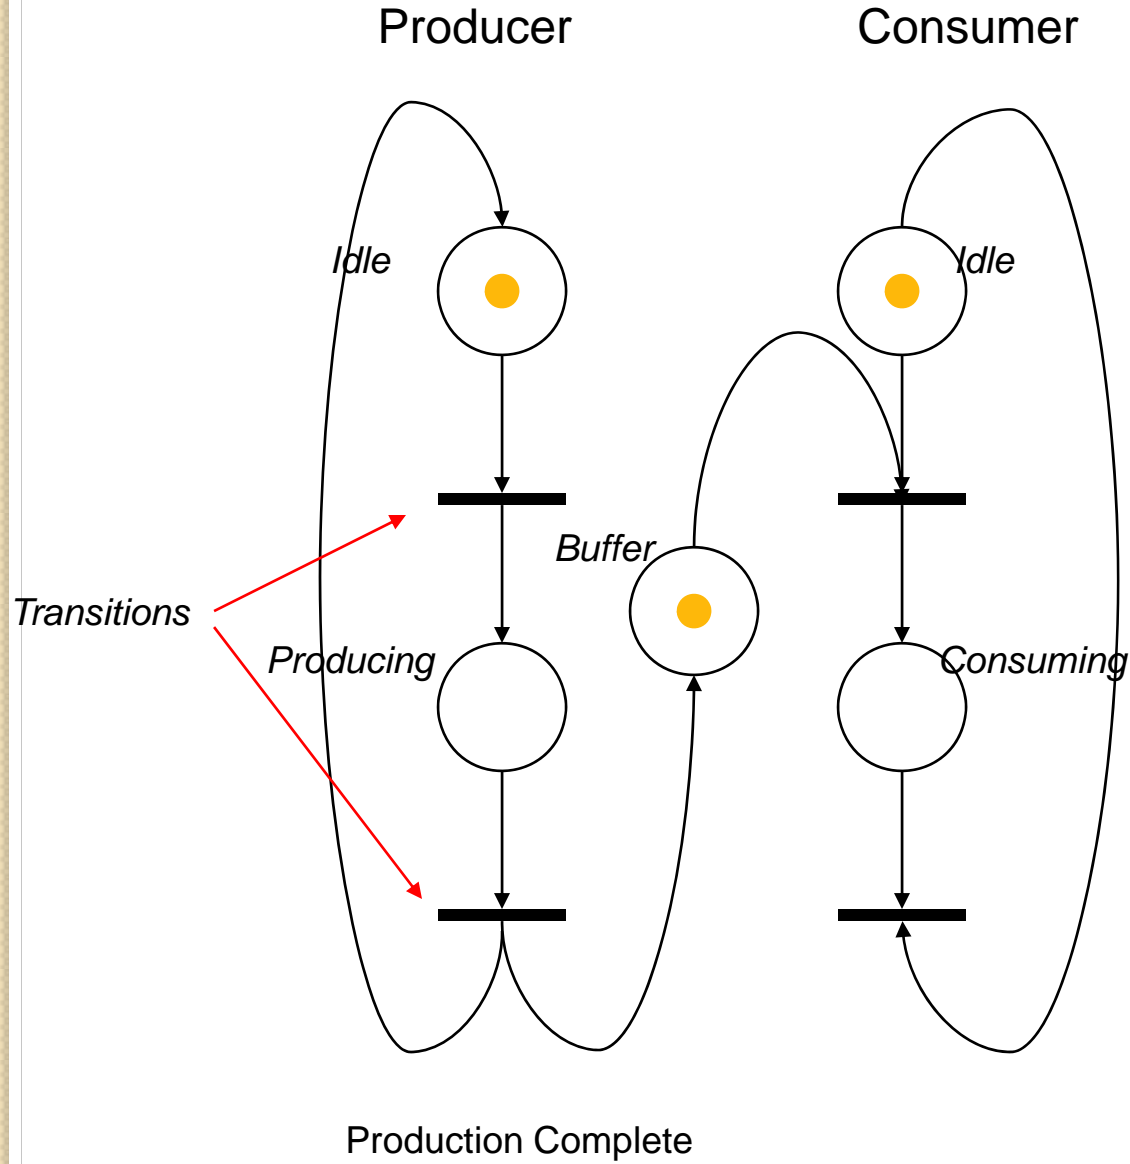 Producer
Consumer
Idle
Idle
Buffer
Transitions
Producing
Consuming
Production Complete